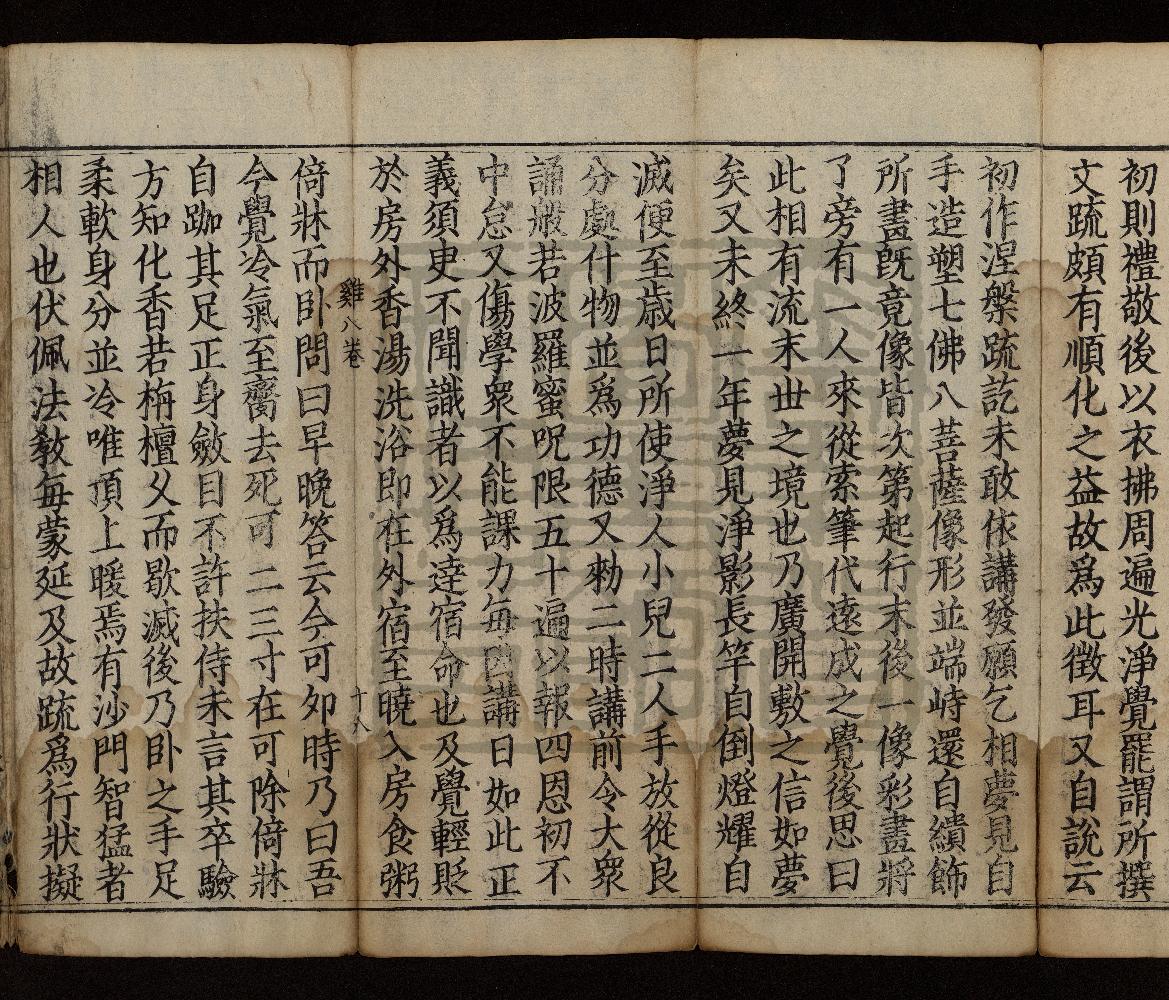 初則禮敬後以衣拂周遍光淨覺罷謂所撰
文䟽頗有順化之益故爲此徵耳又自說云
初作涅槃䟽訖未敢依講發願乞相夢見自
手造塑七佛八菩薩像形並端峙還自繢飾
所畫旣竟像皆次第起行末後一像彩畫將
了旁有一人來從索筆代遠成之覺後思曰
此相有流末世之境也乃廣開敷之信如夢
矣又未終一年夢見淨影長竿自倒燈耀自
滅便至歲日所使淨人小兒二人手放從良
分處什物並爲功德又勑二時講前令大衆
誦般若波羅蜜呪限五十遍以報四恩初不
中怠又傷學衆不能課力每因講日如此正
義須臾不聞識者以爲達宿命也及覺輕貶
於房外香湯洗浴即在外宿至曉入房食粥
雞八卷 十八
倚牀而卧問曰早晚答云今可夘時乃曰吾
今覺冷氣至齎去死可二三寸在可除倚牀
自跏其足正身斂目不許扶侍未言其卒驗
方知化香若栴檀久而歇滅後乃卧之手足
柔軟身分並冷唯頂上暖焉有沙門智猛者
相人也伏佩法教每蒙延及故䟽爲行狀擬